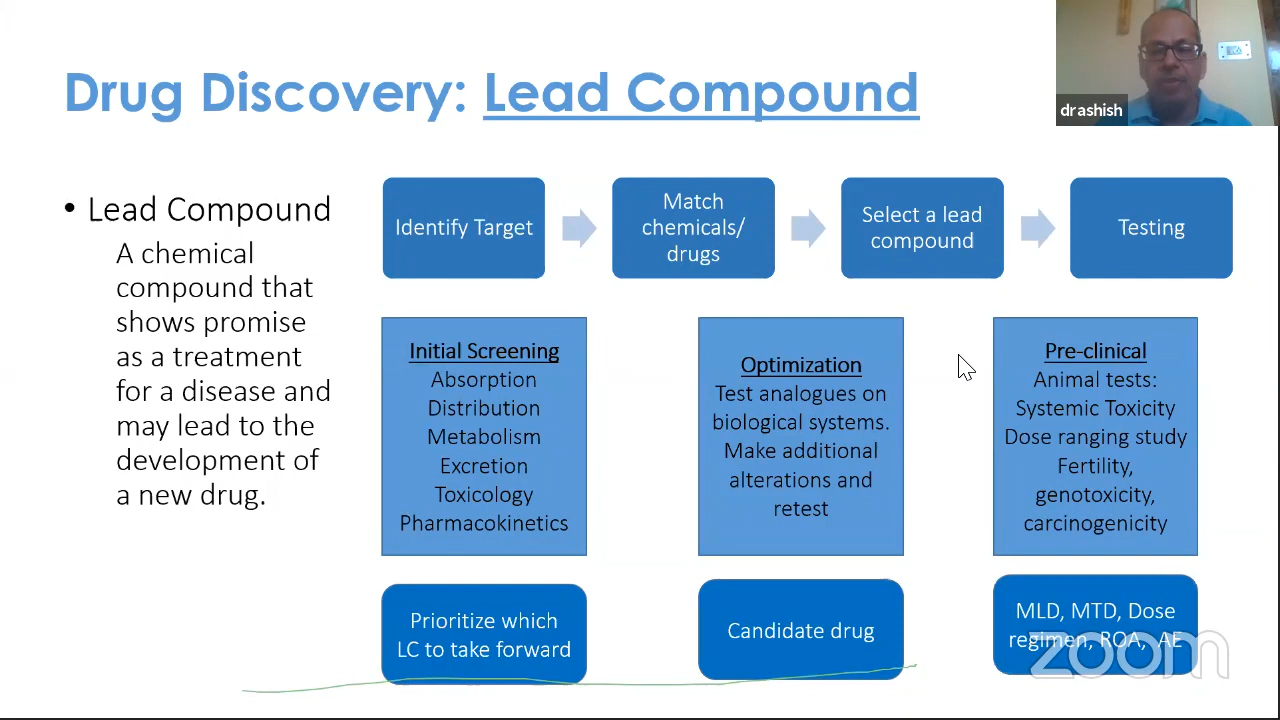 Drug Discovery: Lead Compound
drashish
• Lead Compound
A chemical
compound that
shows promise
as a treatment
for a disease and
may lead to the
development of
a new drug.
Identify Target
Match
chemicals/
drugs
Select a lead
compound
Testing
Initial Screening
Absorption
Distribution
Metabolism
Excretion
Toxicology
Pharmacokinetics
Optimization
Test analogues on
biological systems.
Make additional
alterations and
retest
Pre-clinical
Animal tests:
Systemic Toxicity
Dose ranging study
Fertility,
genotoxicity,
carcinogenicity
Prioritize which
LC to take forward
Candidate drug
MLD, MTD, Dose
regimen, ROA, AE
zoom